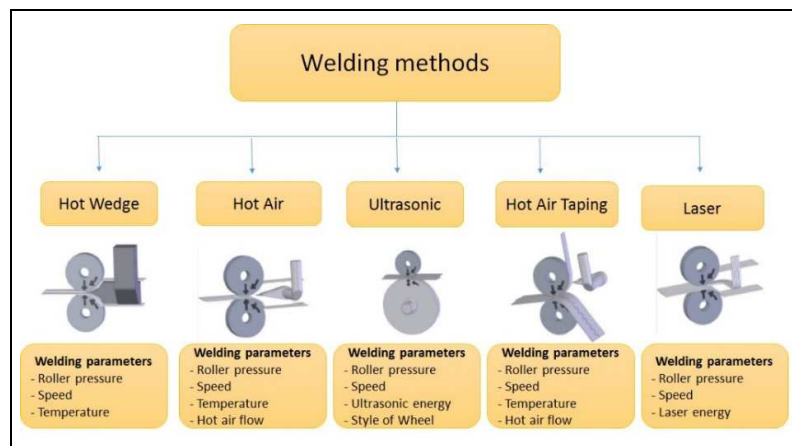 Welding methods
Hot Wedge
Hot Air
Ultrasonic
Hot Air Taping
Laser
Welding parameters
- Roller pressure
- Speed
- Temperature
Welding parameters
- Roller pressure
- Speed
- Temperature
- Hot air flow
Welding parameters
- Roller pressure
- Speed
- Ultrasonic energy
- Style of Wheel
Welding parameters
- Roller pressure
- Speed
- Temperature
- Hot air flow
Welding parameters
- Roller pressure
- Speed
- Laser energy